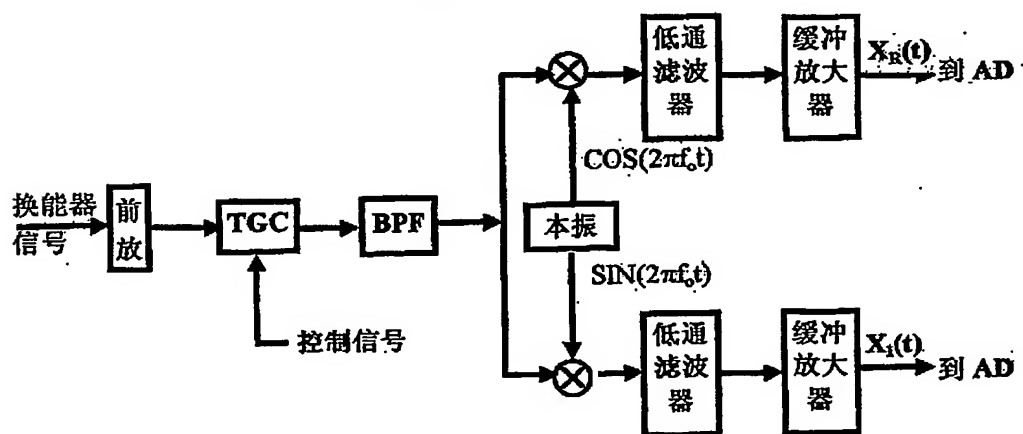 换能器
信号
前
放
TGC
控制信号
BPF
COS(2πf₀t)
本振
SIN(2πf₀t)
低通
滤波
器
缓冲
放大
器
X_R(t)
到 AD
低通
滤波
器
缓冲
放大
器
X_I(t)
到 AD